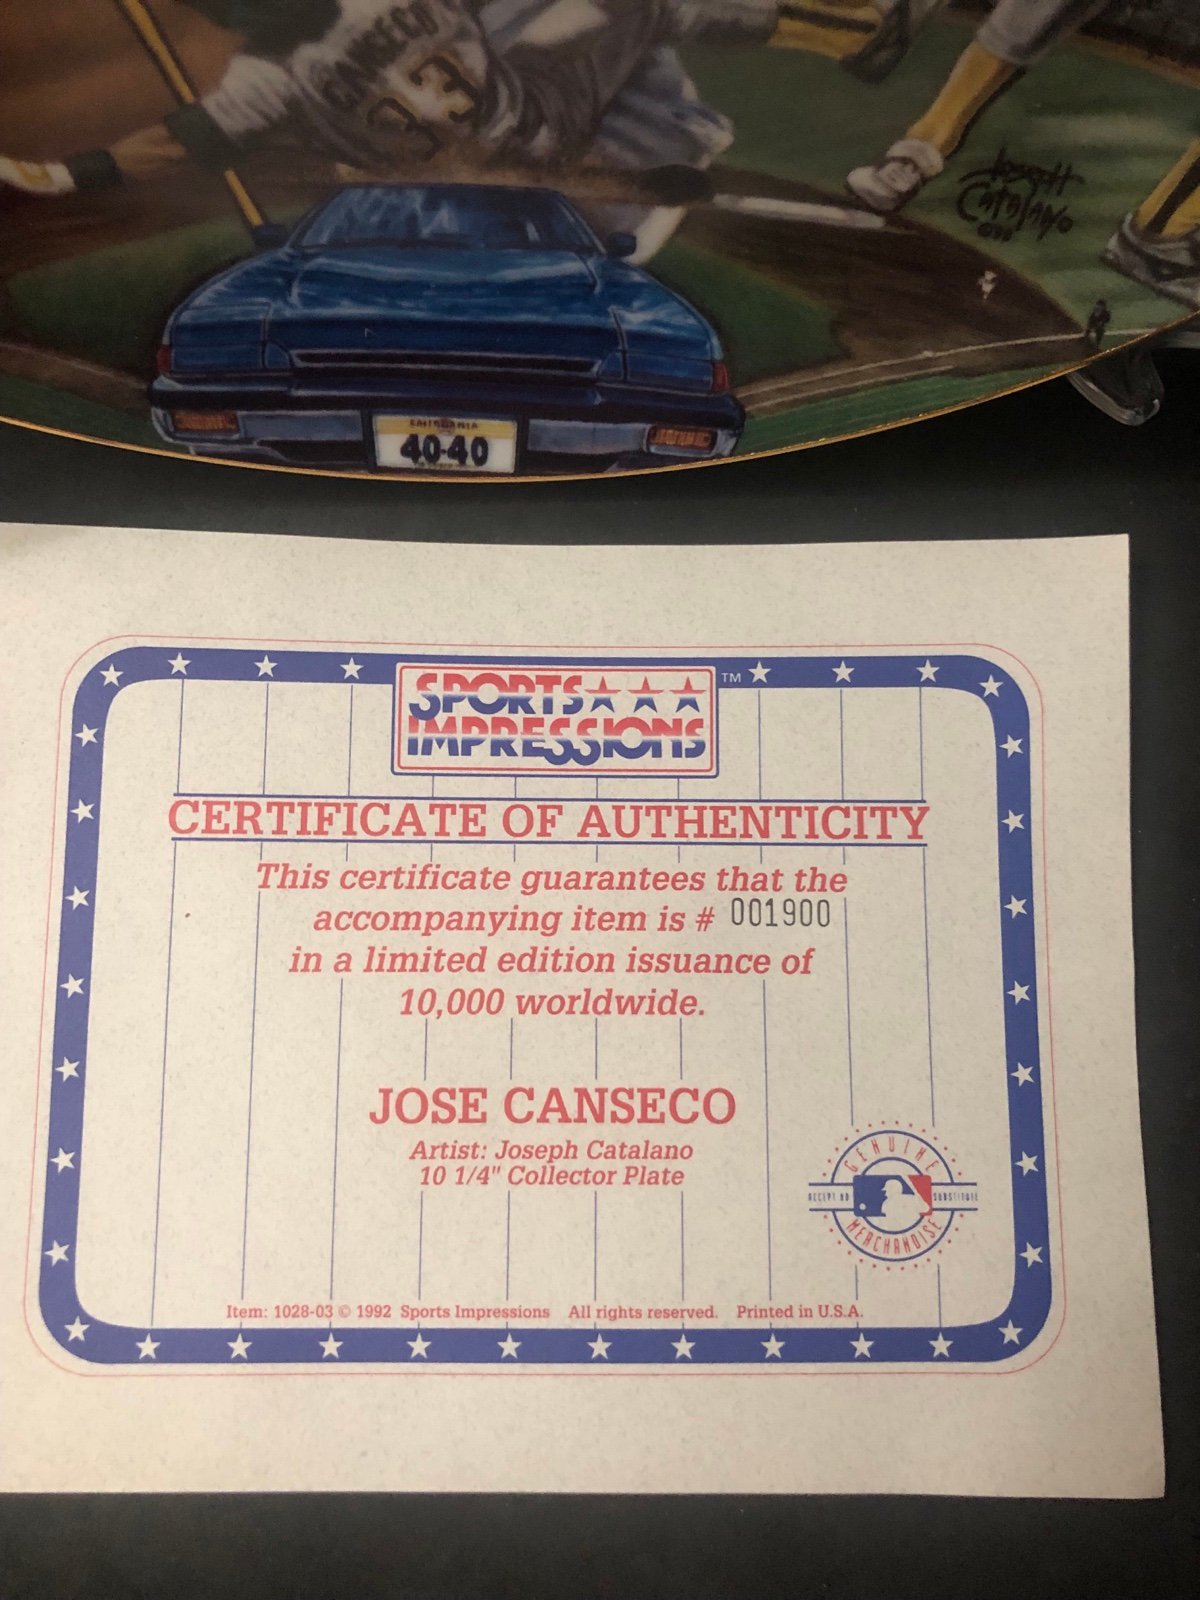 CANSECO
33
Joseph
Catalano
CALIFORNIA
40-40
SPORTS
IMPRESSIONS
TM
CERTIFICATE OF AUTHENTICITY
This certificate guarantees that the
accompanying item is # 001900
in a limited edition issuance of
10,000 worldwide.
JOSE CANSECO
Artist: Joseph Catalano
10 1/4" Collector Plate
GENUINE
ACCEPT NO SUBSTITUTE
MERCHANDISE
Item: 1028-03 © 1992 Sports Impressions All rights reserved. Printed in U.S.A.